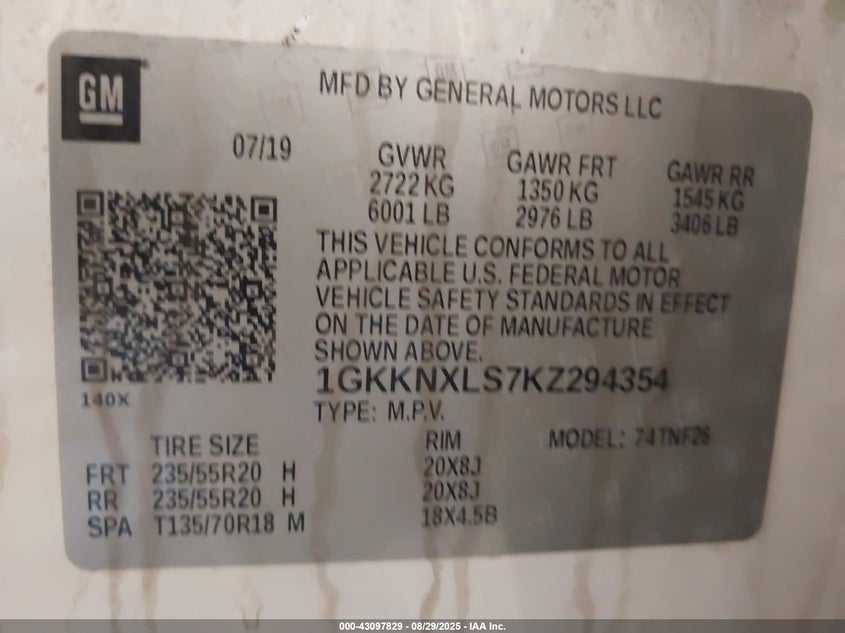 GM
MFD BY GENERAL MOTORS LLC
07/19
GVWR GAWR FRT GAWR RR
2722 KG 1350 KG 1545 KG
6001 LB 2976 LB 3406 LB
THIS VEHICLE CONFORMS TO ALL
APPLICABLE U.S. FEDERAL MOTOR
VEHICLE SAFETY STANDARDS IN EFFECT
ON THE DATE OF MANUFACTURE
SHOWN ABOVE.
1GKKNXLS7KZ294354
140X
TYPE: M.P.V.
TIRE SIZE RIM MODEL: 74TNF26
FRT 235/55R20 H 20X8J
RR 235/55R20 H 20X8J
SPA T135/70R18 M 18X4.5B
000-43097829 - 08/29/2025 - IAA Inc.